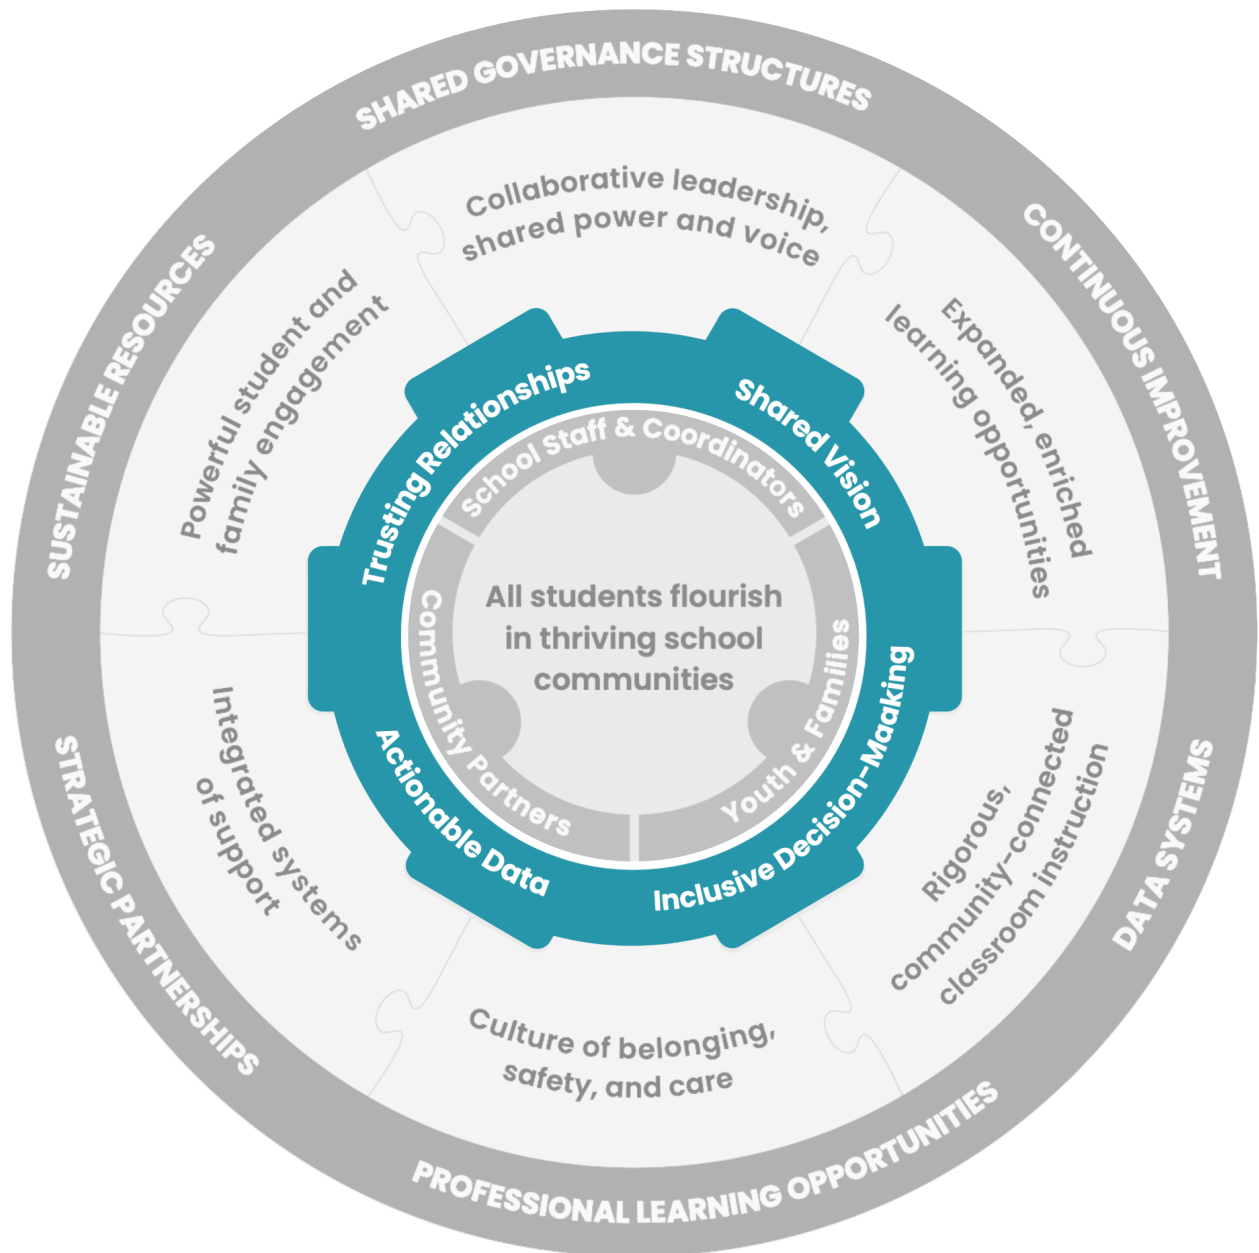 SHARED GOVERNANCE STRUCTURES
CONTINUOUS IMPROVEMENT
DATA SYSTEMS
PROFESSIONAL LEARNING OPPORTUNITIES
STRATEGIC PARTNERSHIPS
SUSTAINABLE RESOURCES
Collaborative leadership,
shared power and voice
Expanded, enriched
learning opportunities
Rigorous,
community-connected
classroom instruction
Culture of belonging,
safety, and care
Integrated systems
of support
Powerful student and
family engagement
Trusting Relationships
Shared Vision
Inclusive Decision-Maaking
Actionable Data
School Staff & Coordinators
Youth & Families
Community Partners
All students flourish
in thriving school
communities